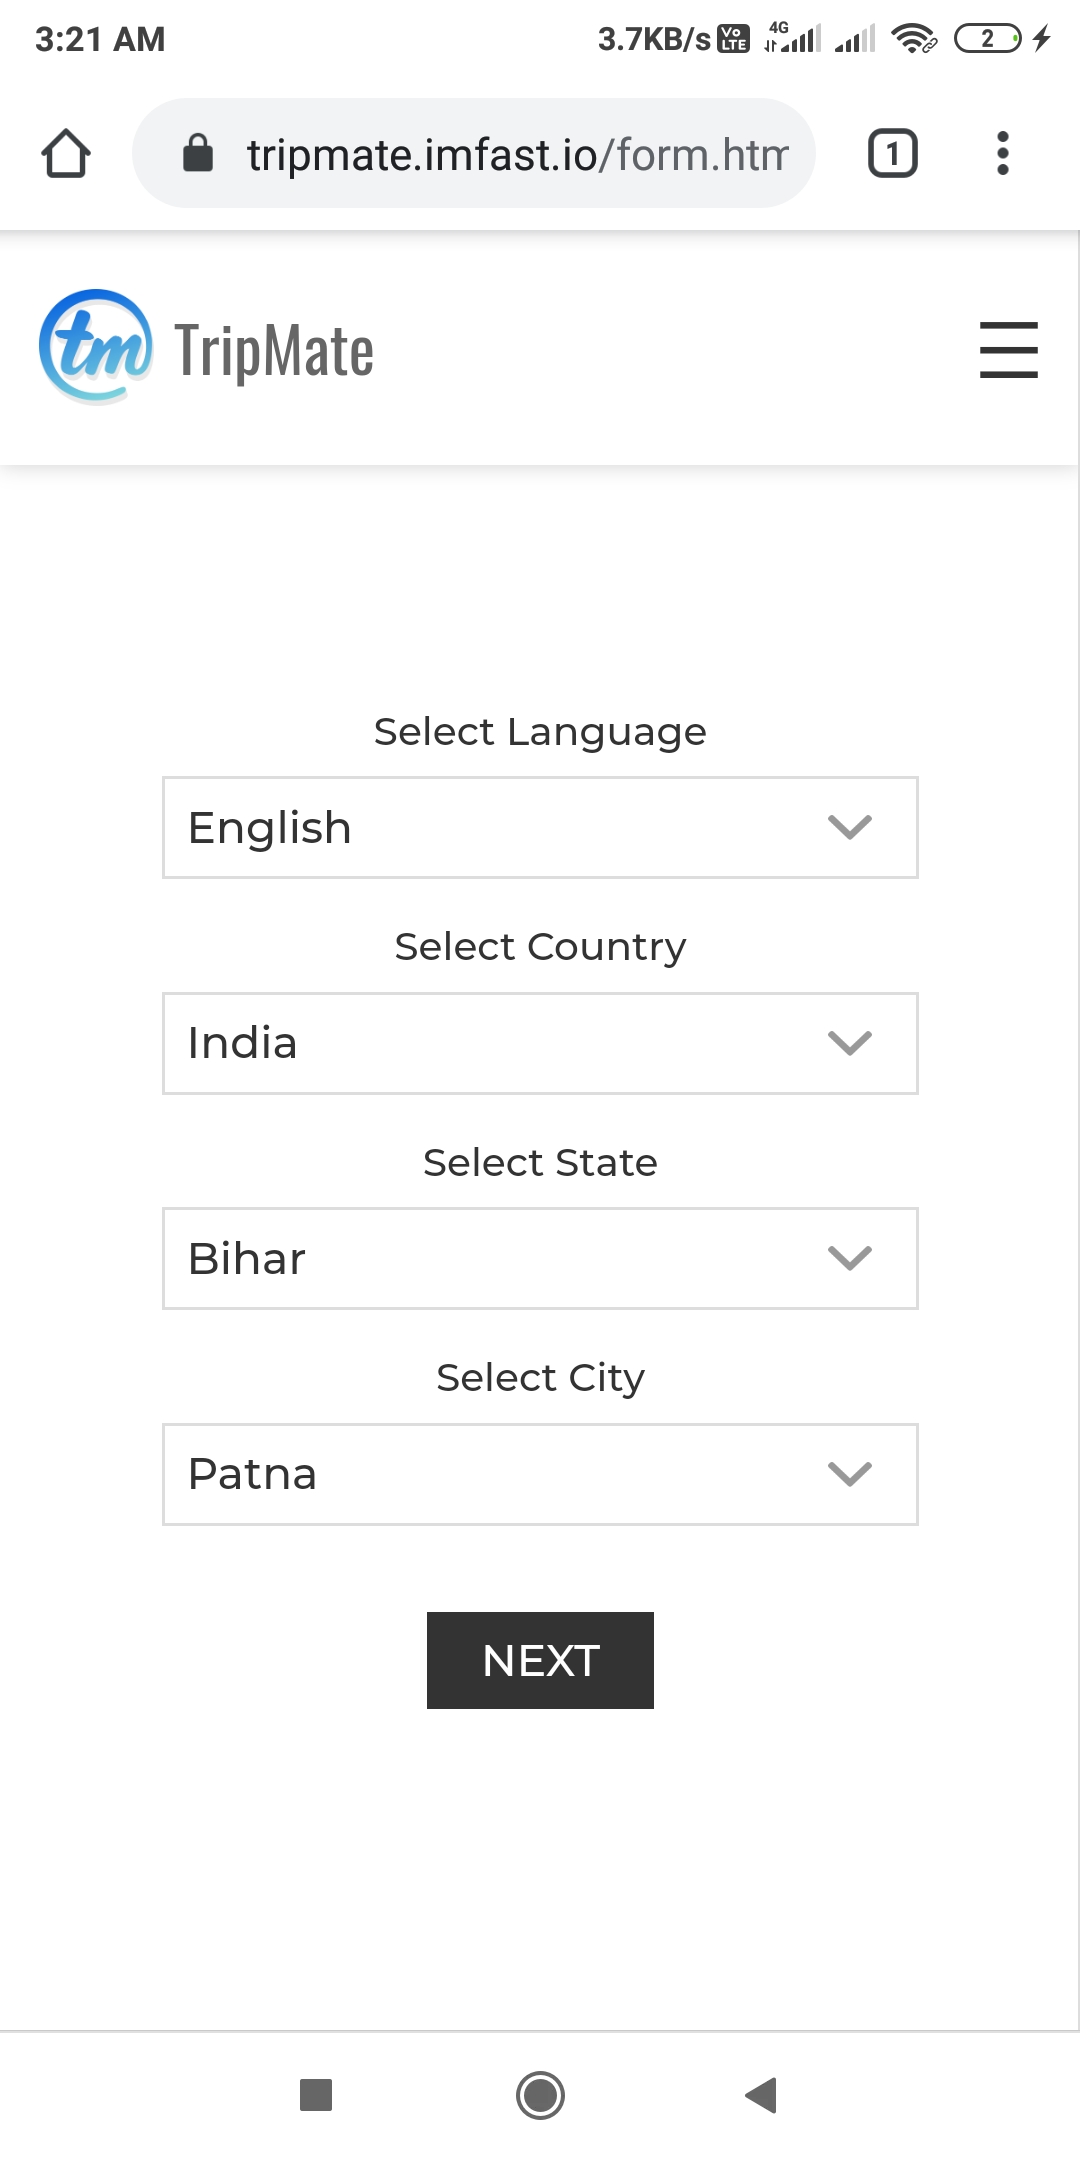 3:21 AM 3.7KB/s Vo LTE 4G 2
tripmate.imfast.io/form.htm 1
tm TripMate
Select Language
English
Select Country
India
Select State
Bihar
Select City
Patna
NEXT